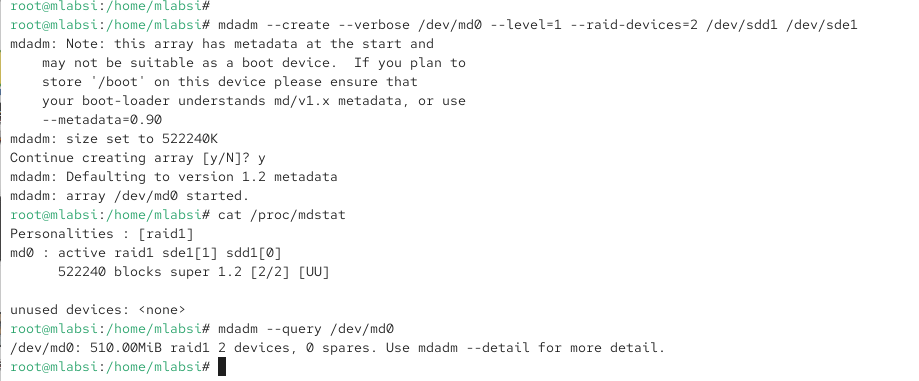 root@mlabsi:/home/mlabsi#
root@mlabsi:/home/mlabsi# mdadm --create --verbose /dev/md0 --level=1 --raid-devices=2 /dev/sdd1 /dev/sde1
mdadm: Note: this array has metadata at the start and
    may not be suitable as a boot device.  If you plan to
    store '/boot' on this device please ensure that
    your boot-loader understands md/v1.x metadata, or use
    --metadata=0.90
mdadm: size set to 522240K
Continue creating array [y/N]? y
mdadm: Defaulting to version 1.2 metadata
mdadm: array /dev/md0 started.
root@mlabsi:/home/mlabsi# cat /proc/mdstat
Personalities : [raid1]
md0 : active raid1 sde1[1] sdd1[0]
      522240 blocks super 1.2 [2/2] [UU]
unused devices: <none>
root@mlabsi:/home/mlabsi# mdadm --query /dev/md0
/dev/md0: 510.00MiB raid1 2 devices, 0 spares. Use mdadm --detail for more detail.
root@mlabsi:/home/mlabsi#